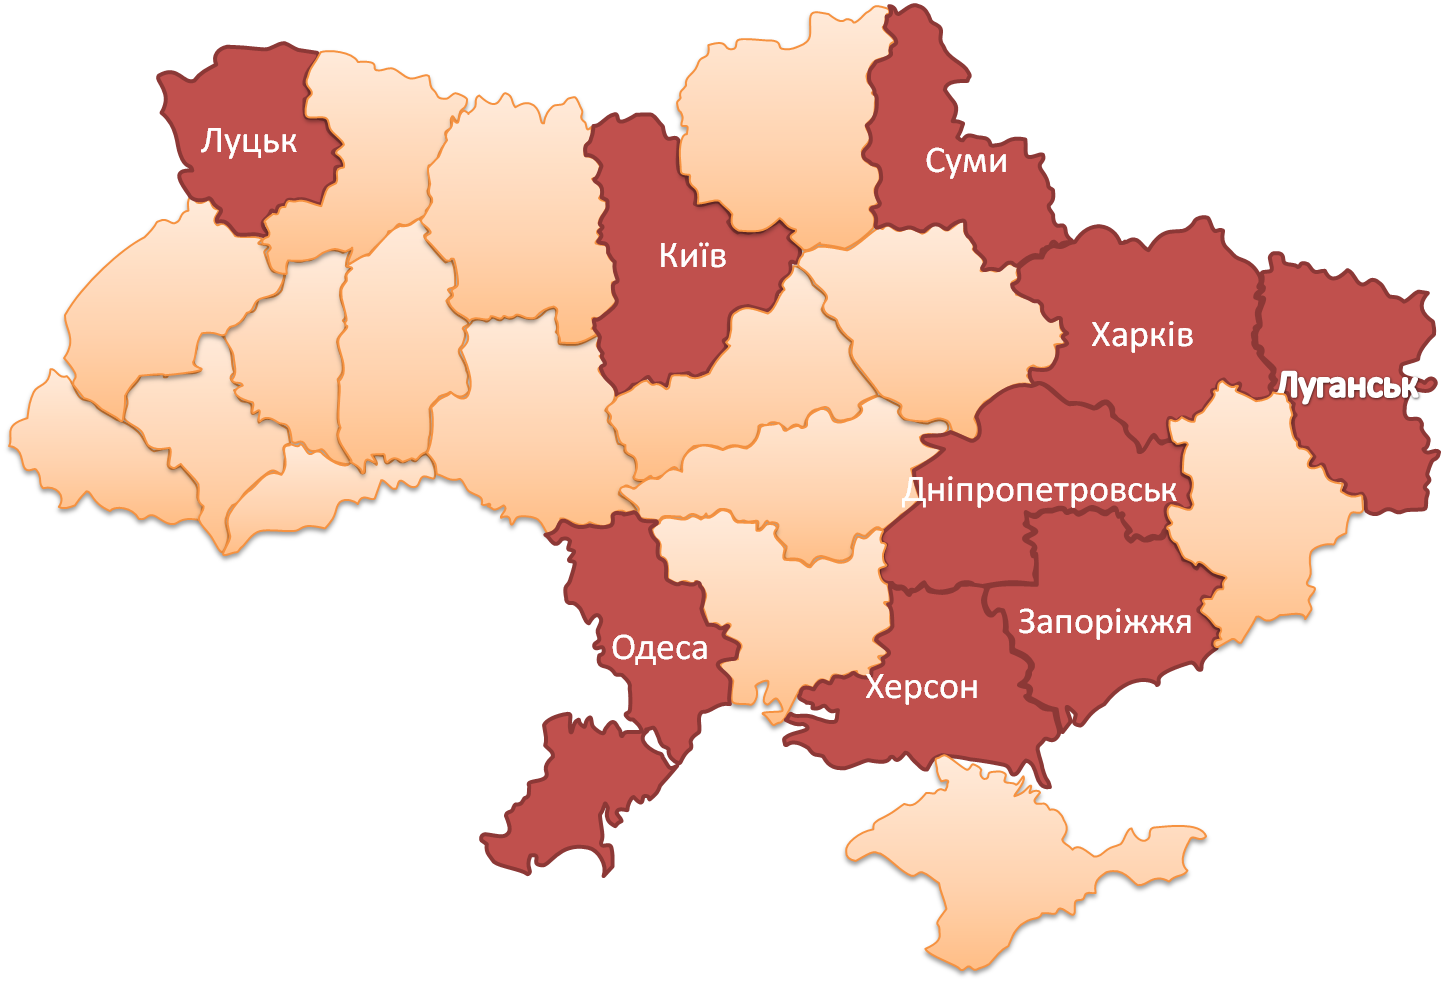 Луцьк
Суми
Київ
Харків
Луганськ
Дніпропетровськ
Запоріжжя
Одеса
Херсон